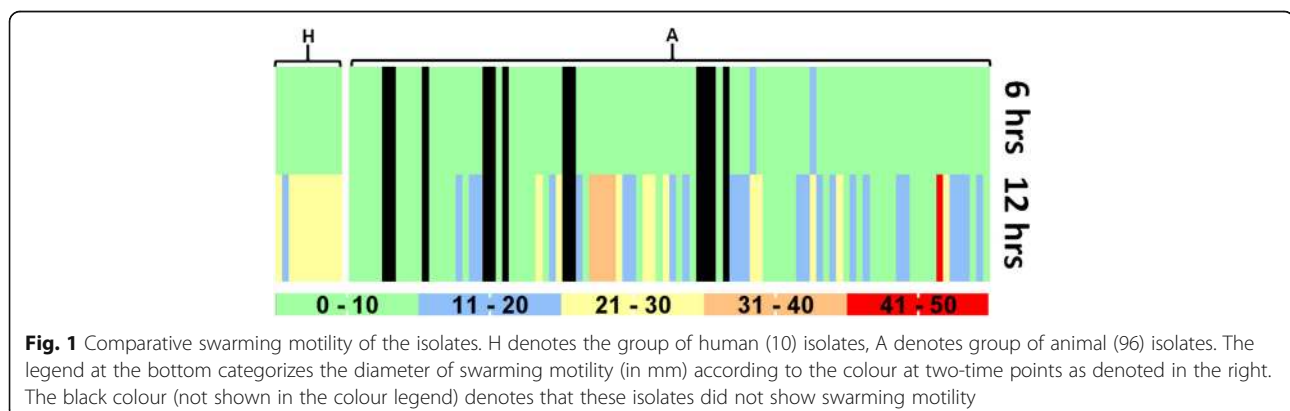 H A
6 hrs
12 hrs
0 - 10 11 - 20 21 - 30 31 - 40 41 - 50
Fig. 1 Comparative swarming motility of the isolates. H denotes the group of human (10) isolates, A denotes group of animal (96) isolates. The
legend at the bottom categorizes the diameter of swarming motility (in mm) according to the colour at two-time points as denoted in the right.
The black colour (not shown in the colour legend) denotes that these isolates did not show swarming motility